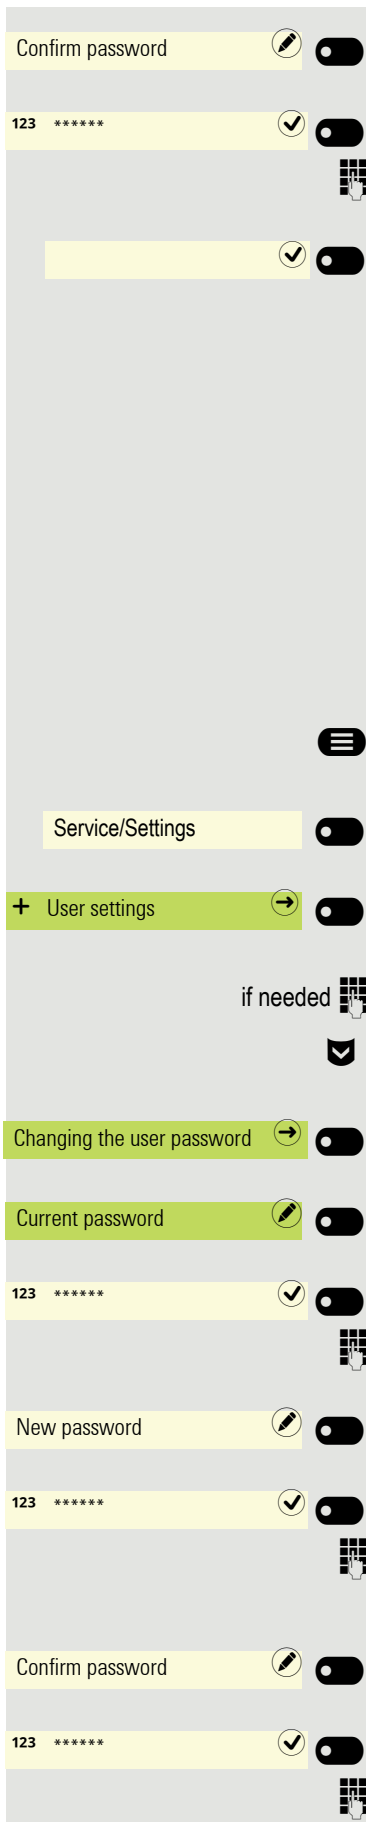 Confirm password
123 ******
Service/Settings
+ User settings
if needed
Changing the user password
Current password
123 ******
New password
123 ******
Confirm password
123 ******